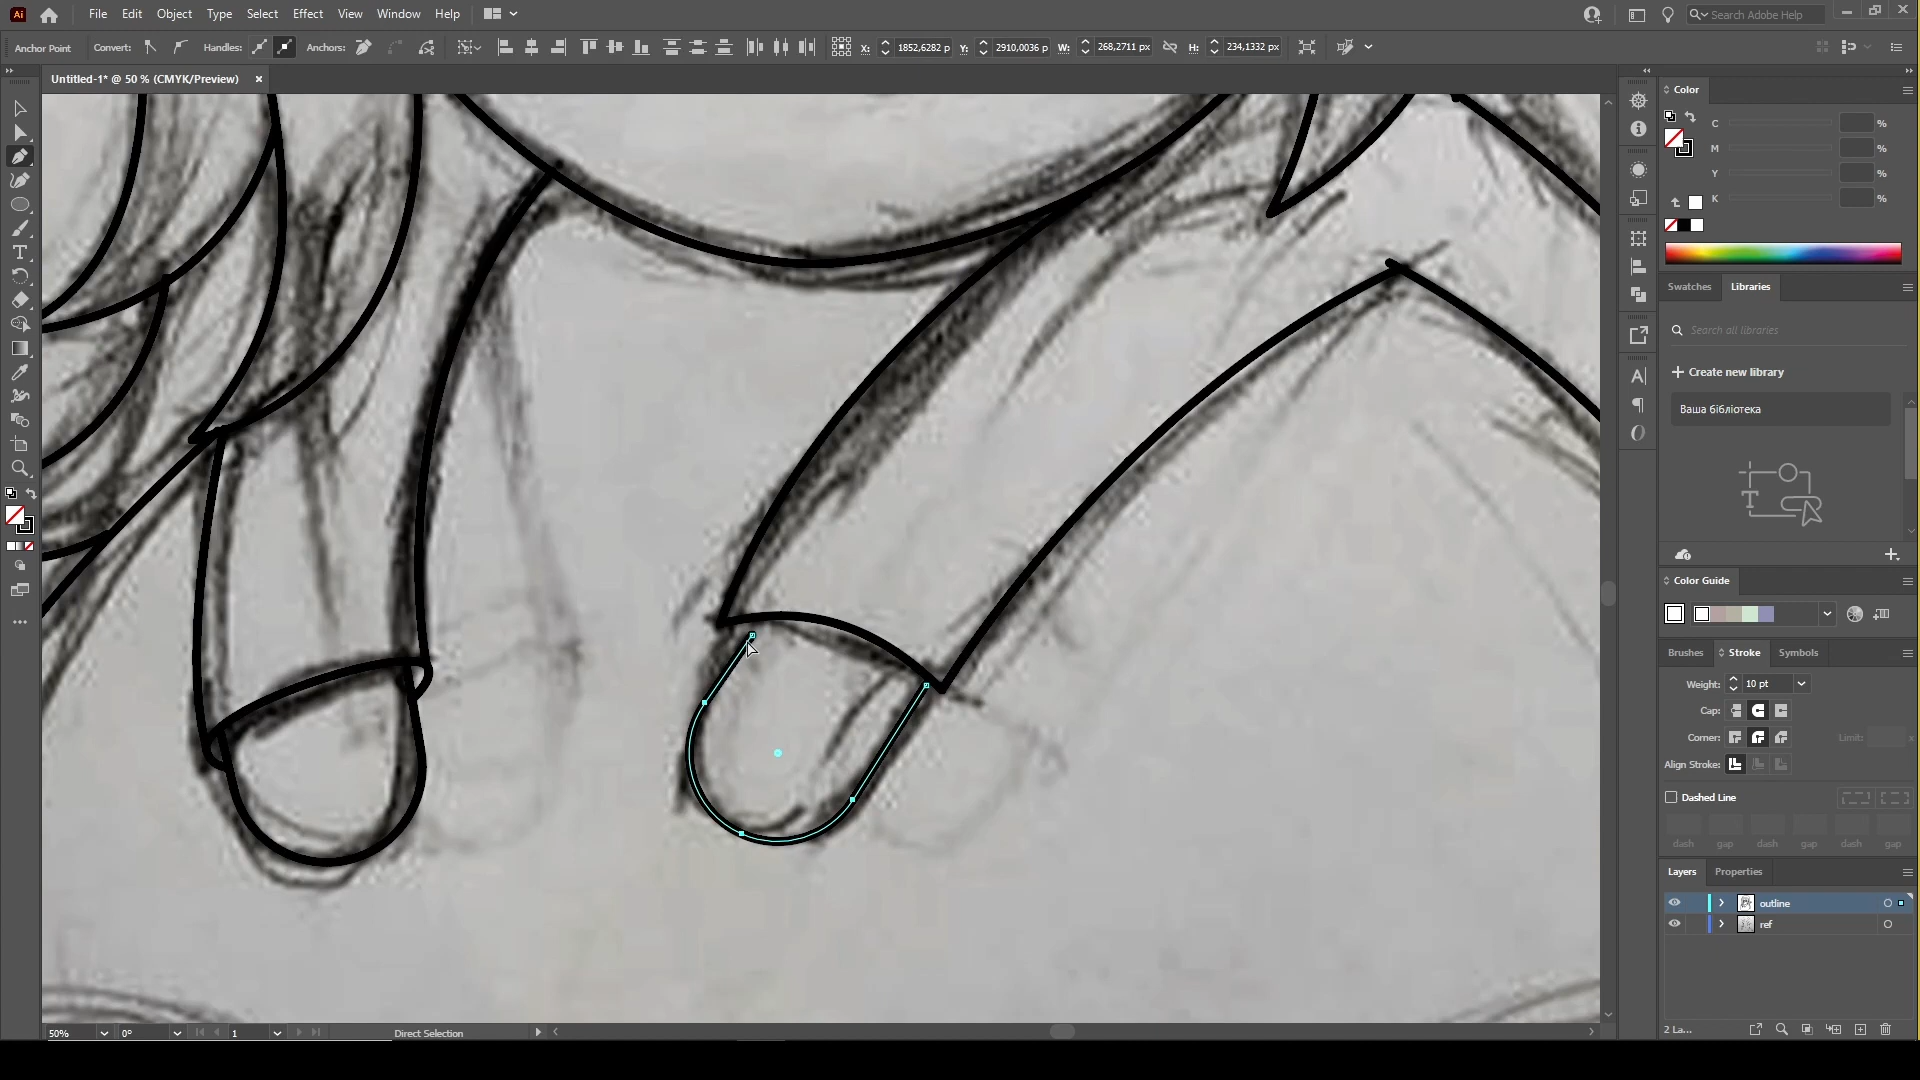 Ai File Edit Object Type Select Effect View Window Help Search Adobe Help
Anchor Point Convert: Handles: Anchors: X: 1852,6282 p Y: 2910,0036 p W: 268,2711 px H: 234,1332 px
Untitled-1* @ 50 % (CMYK/Preview)
Color
C %
M %
Y %
K %
Swatches Libraries
Search all libraries
Create new library
Ваша бібліотека
Color Guide
Brushes Stroke Symbols
Weight: 10 pt
Cap:
Corner: Limit: x
Align Stroke:
Dashed Line
dash gap dash gap dash gap
Layers Properties
outline
ref
2 La...
50% 0° 1 Direct Selection